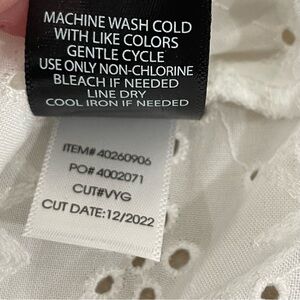 MACHINE WASH COLD
WITH LIKE COLORS
GENTLE CYCLE
USE ONLY NON-CHLORINE
BLEACH IF NEEDED
LINE DRY
COOL IRON IF NEEDED
ITEM# 40260906
PO# 4002071
CUT#VYG
CUT DATE: 12/2022